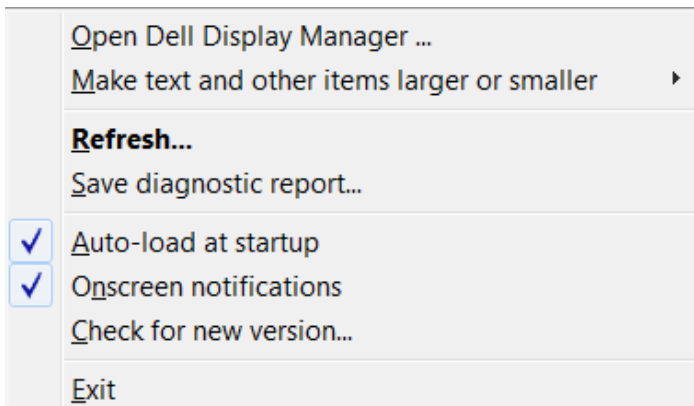 Open Dell Display Manager ...
Make text and other items larger or smaller
Refresh...
Save diagnostic report...
Auto-load at startup
Onscreen notifications
Check for new version...
Exit